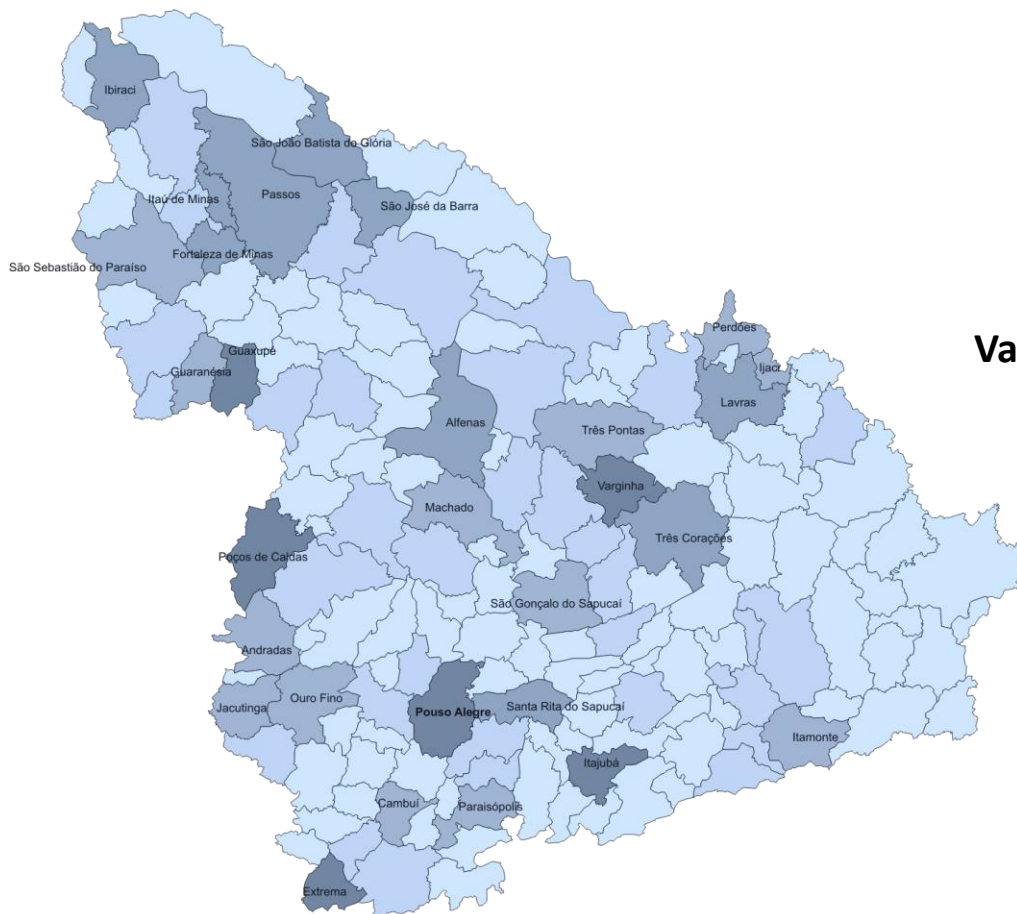 Ibiraci
São João Batista do Glória
Passos
Itaú de Minas
São José da Barra
Fortaleza de Minas
São Sebastião do Paraíso
Perdões
Va
Guaxupé
Ijacr
Guaranésia
Lavras
Alfenas
Três Pontas
Varginha
Machado
Três Corações
Poços de Caldas
São Gonçalo do Sapucaí
Andradas
Ouro Fino
Jacutinga
Santa Rita do Sapucaí
Pouso Alegre
Itamonte
Itajubá
Cambuí
Paraisópolis
Extrema